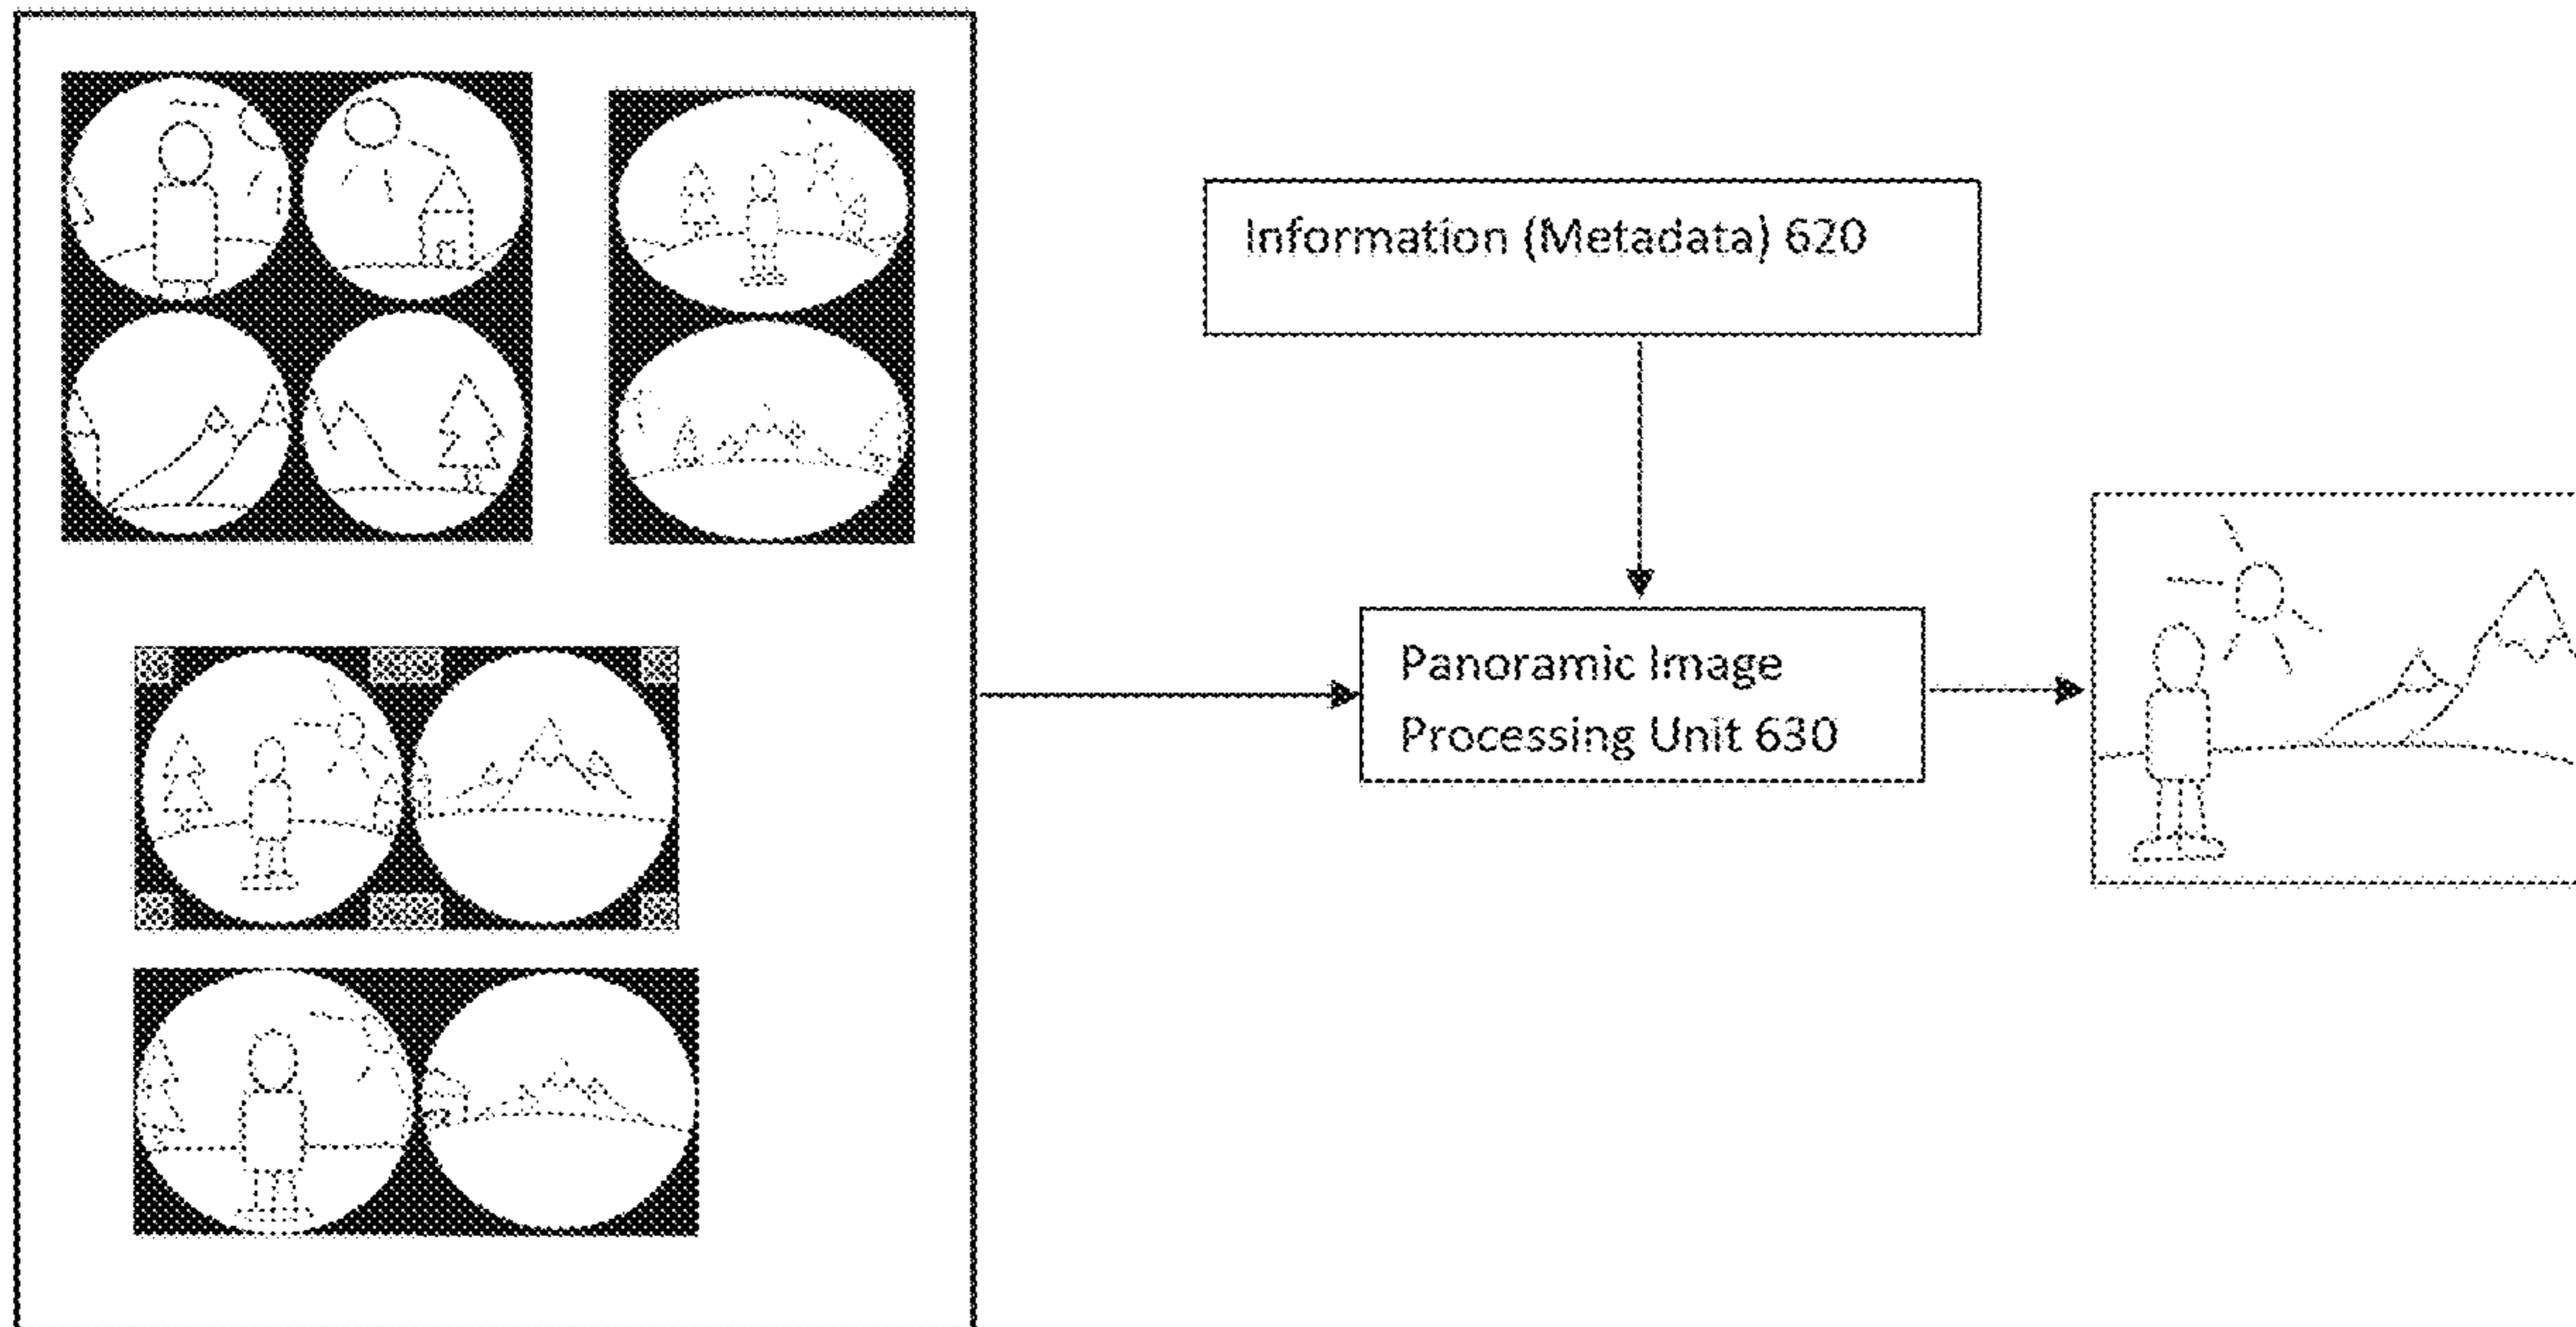 Information (Metadata) 620
Panoramic Image
Processing Unit 630